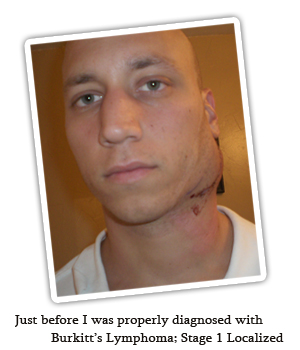 Just before I was properly diagnosed with
Burkitt’s Lymphoma; Stage 1 Localized